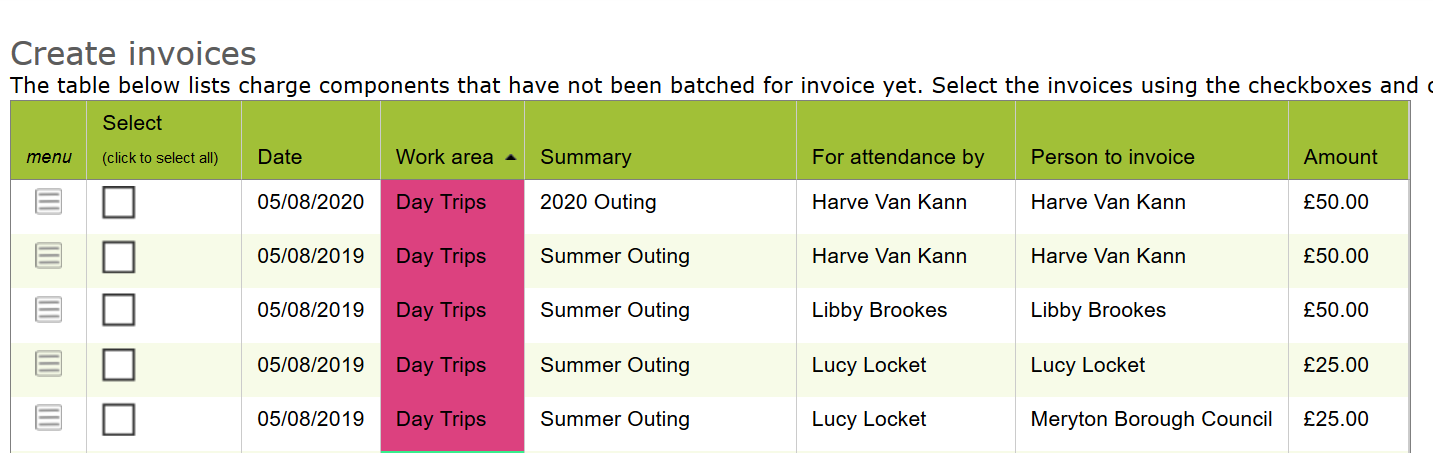 Create invoices
The table below lists charge components that have not been batched for invoice yet. Select the invoices using the checkboxes and
menu Select (click to select all) Date Work area Summary For attendance by Person to invoice Amount
05/08/2020 Day Trips 2020 Outing Harve Van Kann Harve Van Kann £50.00
05/08/2019 Day Trips Summer Outing Harve Van Kann Harve Van Kann £50.00
05/08/2019 Day Trips Summer Outing Libby Brookes Libby Brookes £50.00
05/08/2019 Day Trips Summer Outing Lucy Locket Lucy Locket £25.00
05/08/2019 Day Trips Summer Outing Lucy Locket Meryton Borough Council £25.00